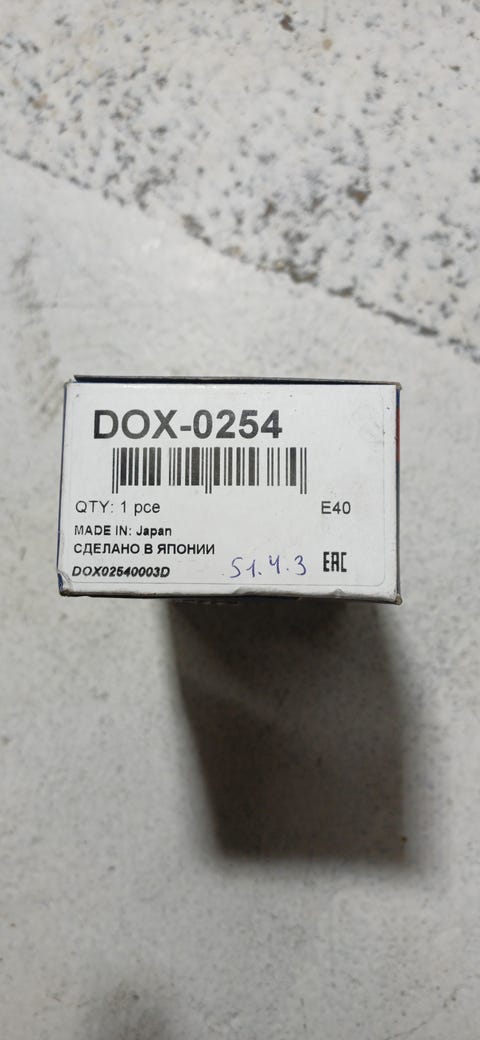 DOX-0254
QTY: 1 pce E40
MADE IN: Japan
СДЕЛАНО В ЯПОНИИ
DOX02540003D 51.4.3 EAC